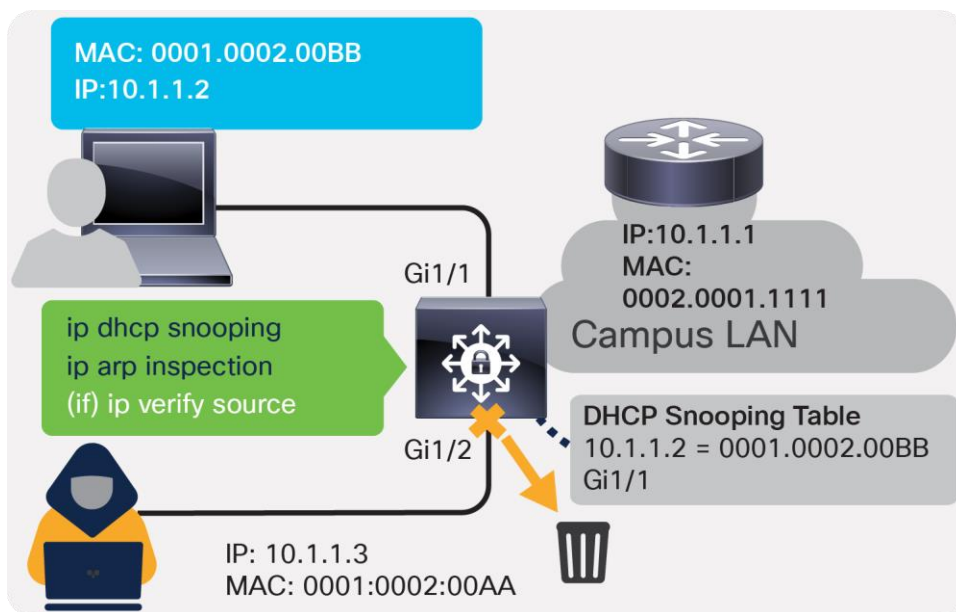 MAC: 0001.0002.00BB
IP:10.1.1.2
IP:10.1.1.1
MAC:
0002.0001.1111
Campus LAN
Gi1/1
ip dhcp snooping
ip arp inspection
(if) ip verify source
Gi1/2
DHCP Snooping Table
10.1.1.2 = 0001.0002.00BB
Gi1/1
IP: 10.1.1.3
MAC: 0001:0002:00AA